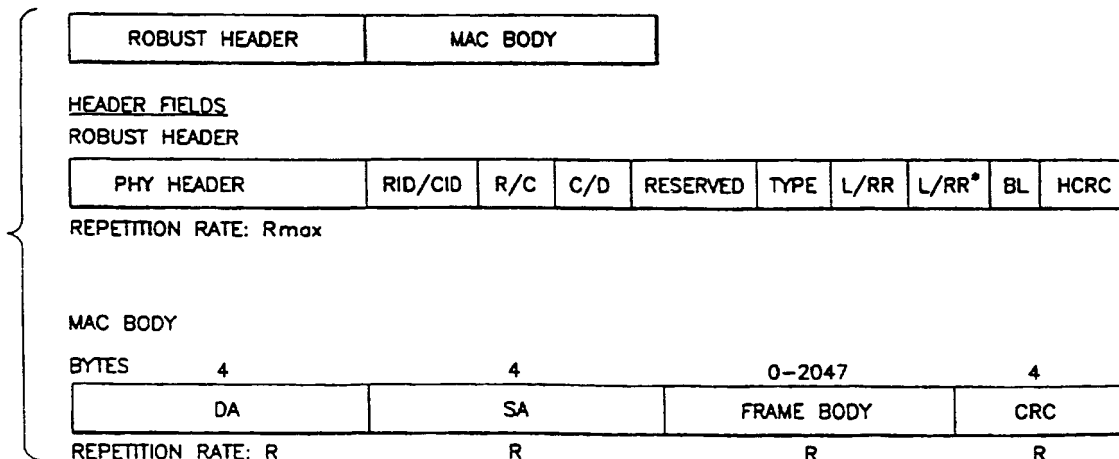 ROBUST HEADER MAC BODY
HEADER FIELDS
ROBUST HEADER
PHY HEADER RID/CID R/C C/D RESERVED TYPE L/RR L/RR* BL HCRC
REPETITION RATE: Rmax
MAC BODY
BYTES 4 4 0-2047 4
DA SA FRAME BODY CRC
REPETITION RATE: R R R R